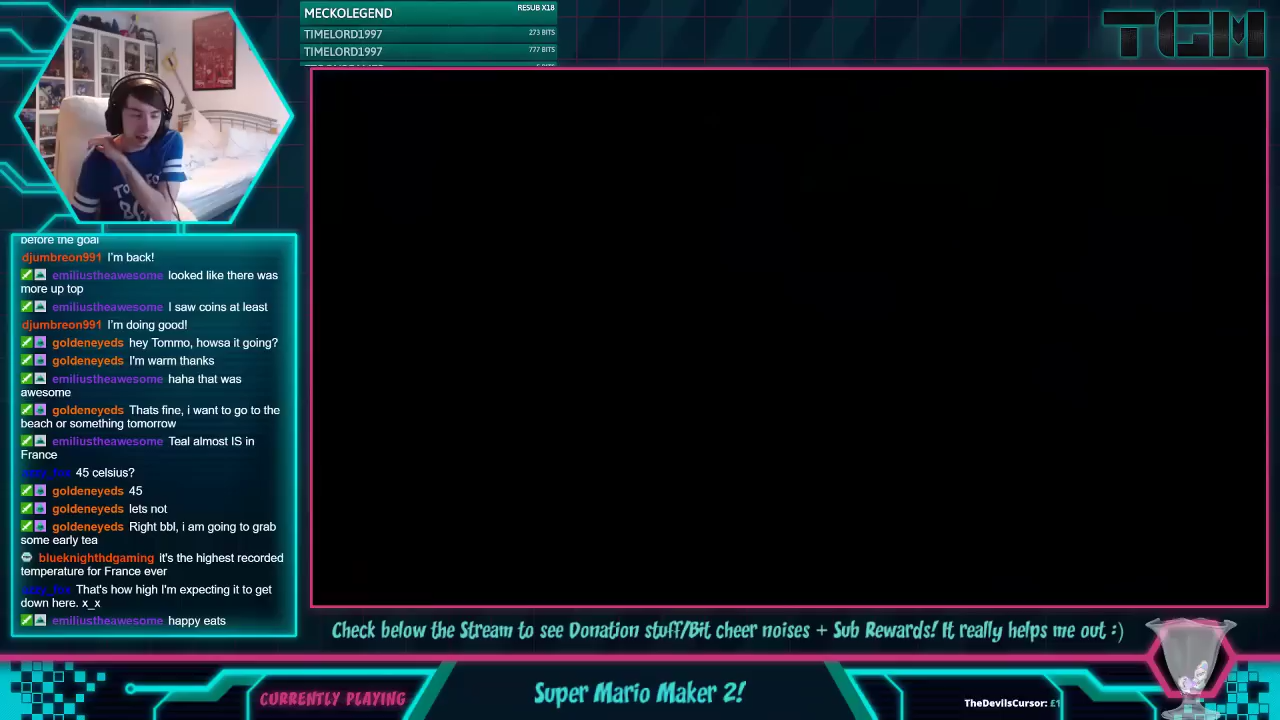 MECKOLEGEND RESUB X18
TIMELORD1997 273 BITS
TIMELORD1997 777 BITS
TGM
before the goal
djumbreon991 I'm back!
emiliustheawesome looked like there was
more up top
emiliustheawesome I saw coins at least
djumbreon991 I'm doing good!
goldeneyeds hey Tommo, howsa it going?
goldeneyeds I'm warm thanks
emiliustheawesome haha that was
awesome
goldeneyeds Thats fine, i want to go to the
beach or something tomorrow
emiliustheawesome Teal almost IS in
France
45 celsius?
goldeneyeds 45
goldeneyeds lets not
goldeneyeds Right bbl, i am going to grab
some early tea
blueknighthdgaming it's the highest recorded
temperature for France ever
That's how high I'm expecting it to get
down here. x_x
emiliustheawesome happy eats
Check below the Stream to see Donation stuff/Bit cheer noises + Sub Rewards! It really helps me out :)
CURRENTLY PLAYING
Super Mario Maker 2!
TheDevilsCursor: £1